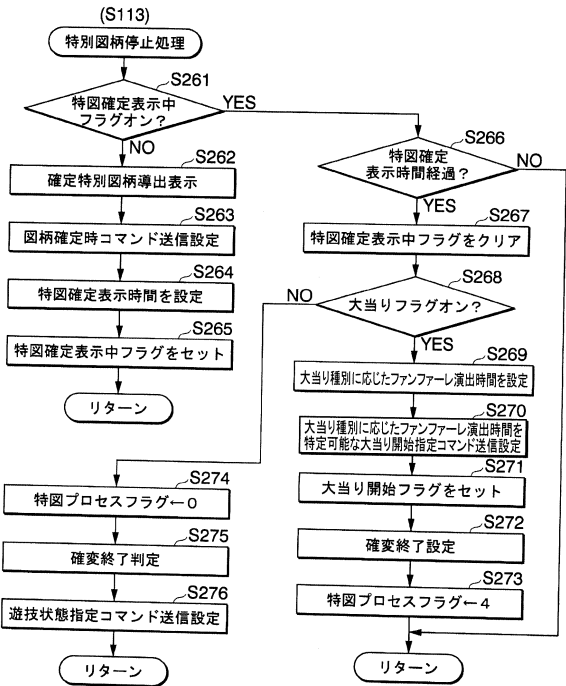 (S113)
特別図柄停止処理
S261
特図確定表示中
フラグオン？
YES
NO
S262
確定特別図柄導出表示
S263
図柄確定時コマンド送信設定
S264
特図確定表示時間を設定
S265
特図確定表示中フラグをセット
リターン
S266
特図確定
表示時間経過？
NO
YES
S267
特図確定表示中フラグをクリア
S268
大当りフラグオン？
NO
YES
S269
大当り種別に応じたファンファーレ演出時間を設定
S270
大当り種別に応じたファンファーレ演出時間を
特定可能な大当り開始指定コマンド送信設定
S271
大当り開始フラグをセット
S272
確変終了設定
S273
特図プロセスフラグ←4
リターン
S274
特図プロセスフラグ←0
S275
確変終了判定
S276
遊技状態指定コマンド送信設定
リターン